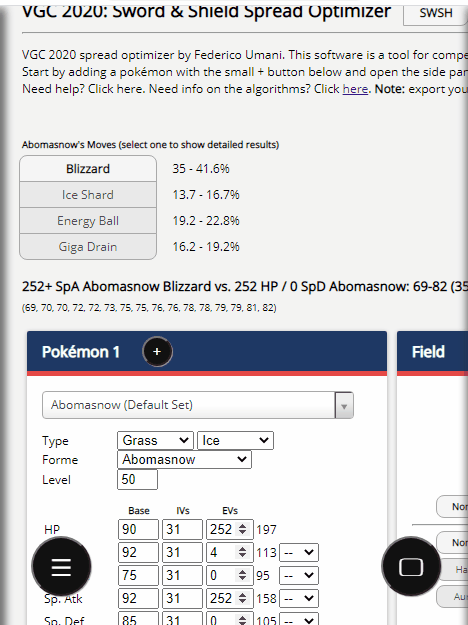 VGC 2020: Sword & Shield Spread Optimizer
SWSH
VGC 2020 spread optimizer by Federico Umani. This software is a tool for compe
Start by adding a pokémon with the small + button below and open the side par
Need help? Click here. Need info on the algorithms? Click here. Note: export you
Abomasnow's Moves (select one to show detailed results)
Blizzard 35 - 41.6%
Ice Shard 13.7 - 16.7%
Energy Ball 19.2 - 22.8%
Giga Drain 16.2 - 19.2%
252+ SpA Abomasnow Blizzard vs. 252 HP / 0 SpD Abomasnow: 69-82 (35
(69, 70, 70, 72, 72, 73, 75, 75, 76, 76, 78, 78, 79, 79, 81, 82)
Pokémon 1 +
Field
Abomasnow (Default Set)
Type Grass Ice
Forme Abomasnow
Level 50
Base IVs EVs
HP 90 31 252 197
92 31 4 113 --
75 31 0 95 --
Sp. Atk 92 31 252 158 --
Sp. Def 85 31 0 105 --
Nor
Nor
Ha
Au